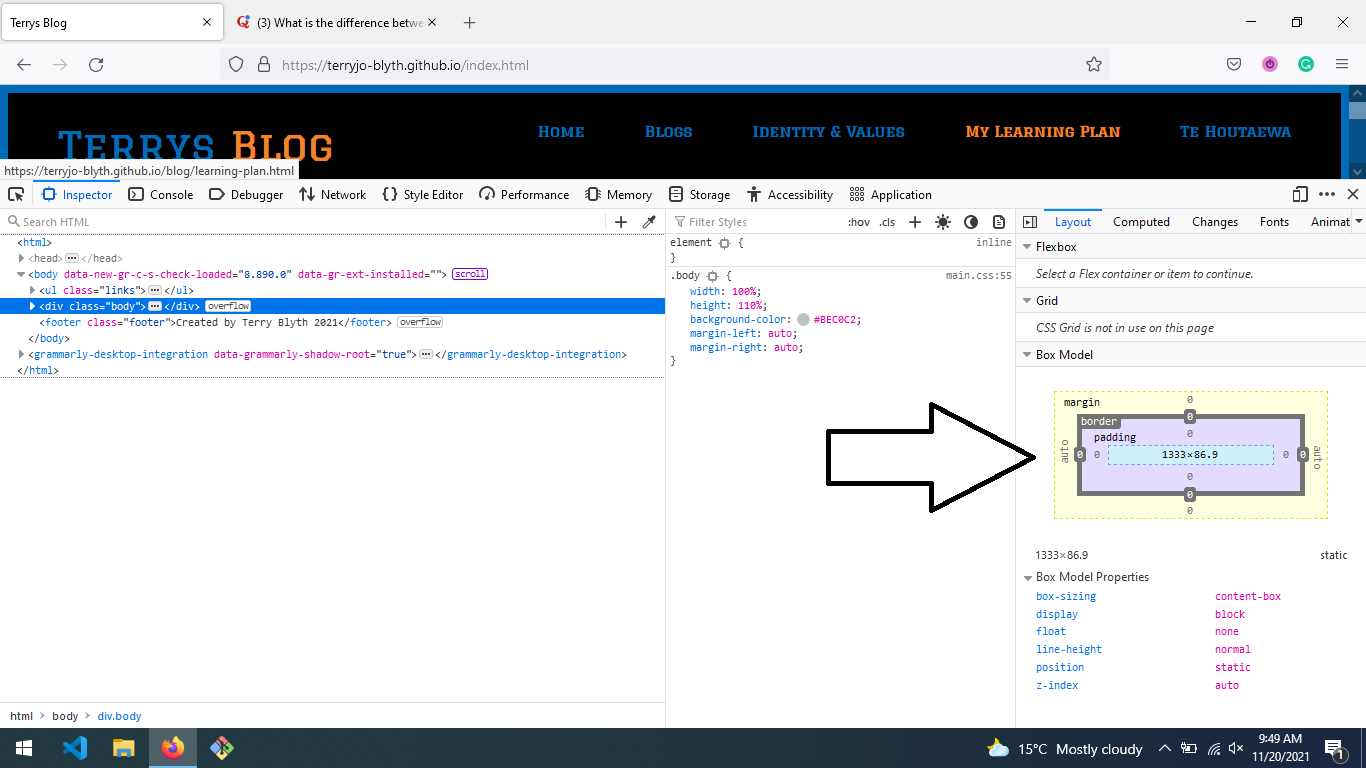 Terrys Blog
(3) What is the difference betwe
https://terryjo-blyth.github.io/index.html
Terrys Blog
Home Blogs Identity & Values My Learning Plan Te Houtaewa
https://terryjo-blyth.github.io/blog/learning-plan.html
Inspector Console Debugger Network Style Editor Performance Memory Storage Accessibility Application
Search HTML
Filter Styles :hov .cls
Layout Computed Changes Fonts Animat
<html>
<head> ••• </head>
<body data-new-gr-c-s-check-loaded="8.890.0" data-gr-ext-installed=""> scroll
<ul class="links"> ••• </ul>
<div class="body"> ••• </div> overflow
<footer class="footer">Created by Terry Blyth 2021</footer> overflow
</body>
<grammarly-desktop-integration data-grammarly-shadow-root="true"> ••• </grammarly-desktop-integration>
</html>
html > body > div.body
element { inline
}
.body { main.css:55
width: 100%;
height: 110%;
background-color: #BEC0C2;
margin-left: auto;
margin-right: auto;
}
Flexbox
Select a Flex container or item to continue.
Grid
CSS Grid is not in use on this page
Box Model
margin 0
border 0
padding 0
auto 0 0 1333×86.9 0 0 auto
0
0
0
1333×86.9 static
Box Model Properties
box-sizing content-box
display block
float none
line-height normal
position static
z-index auto
15°C Mostly cloudy
9:49 AM
11/20/2021
1